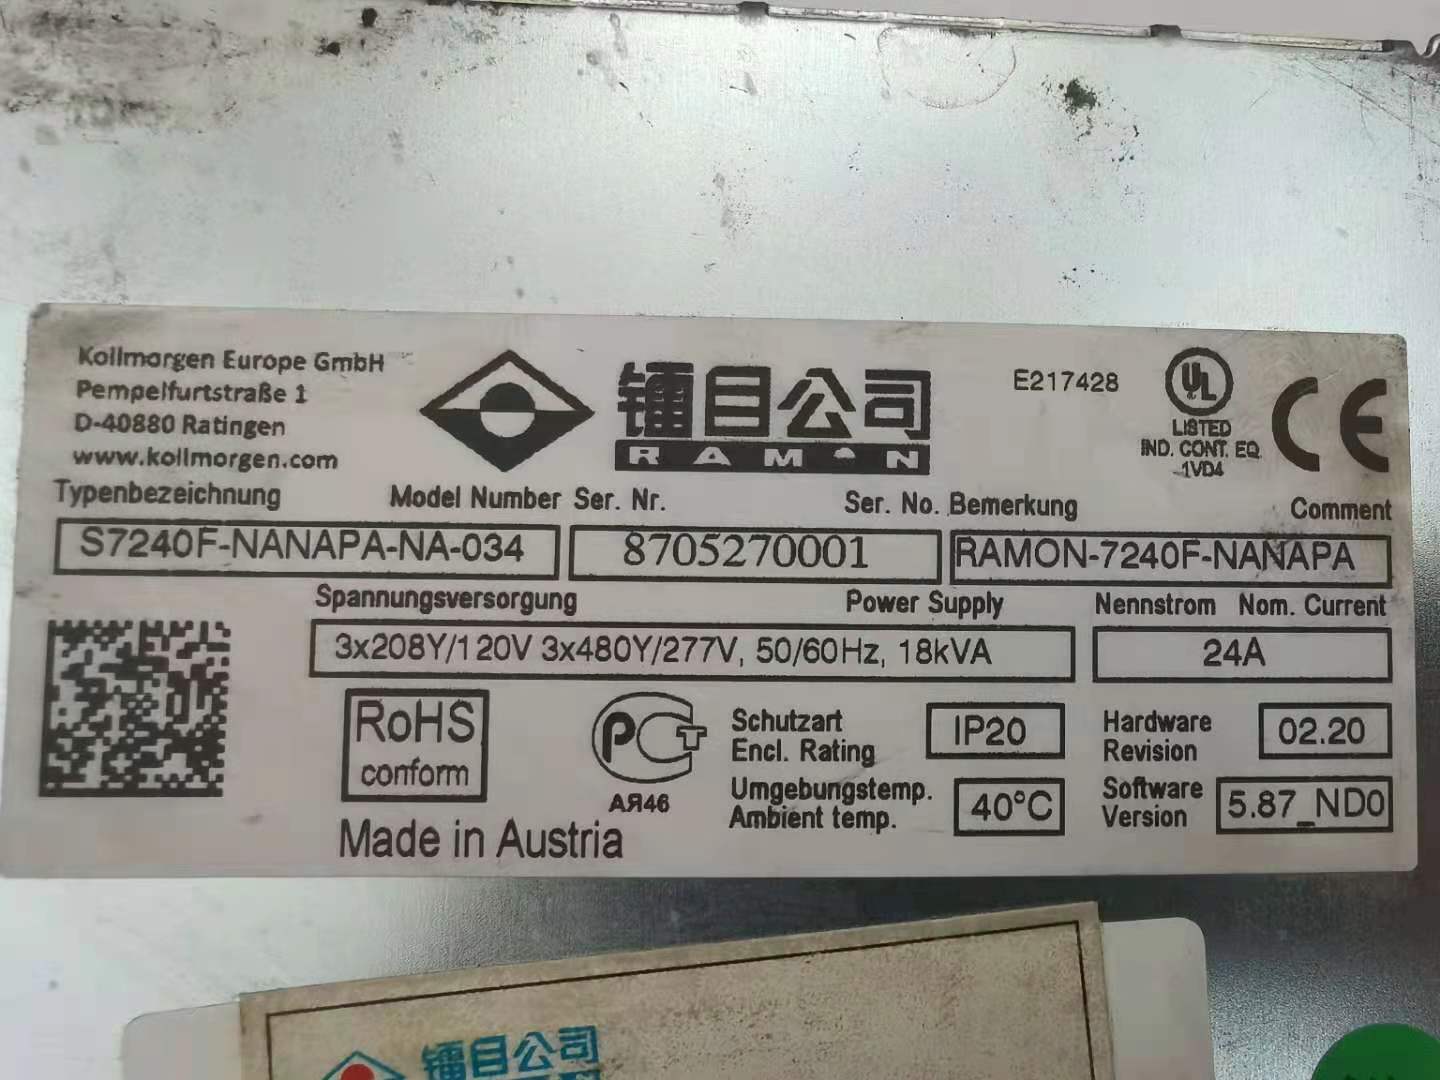 Kollmorgen Europe GmbH
Pempelfurtstraße 1
D-40880 Ratingen
www.kollmorgen.com
镭目公司
RAMON
E217428
UL
LISTED
IND. CONT. EQ.
1VD4
CE
Typenbezeichnung Model Number
S7240F-NANAPA-NA-034
Ser. Nr. Ser. No.
8705270001
Bemerkung Comment
RAMON-7240F-NANAPA
Spannungsversorgung Power Supply
3x208Y/120V 3x480Y/277V, 50/60Hz, 18kVA
Nennstrom Nom. Current
24A
RoHS
conform
РСТ
АЯ46
Made in Austria
Schutzart
Encl. Rating
IP20
Umgebungstemp.
Ambient temp.
40°C
Hardware
Revision
02.20
Software
Version
5.87_ND0
镭目公司